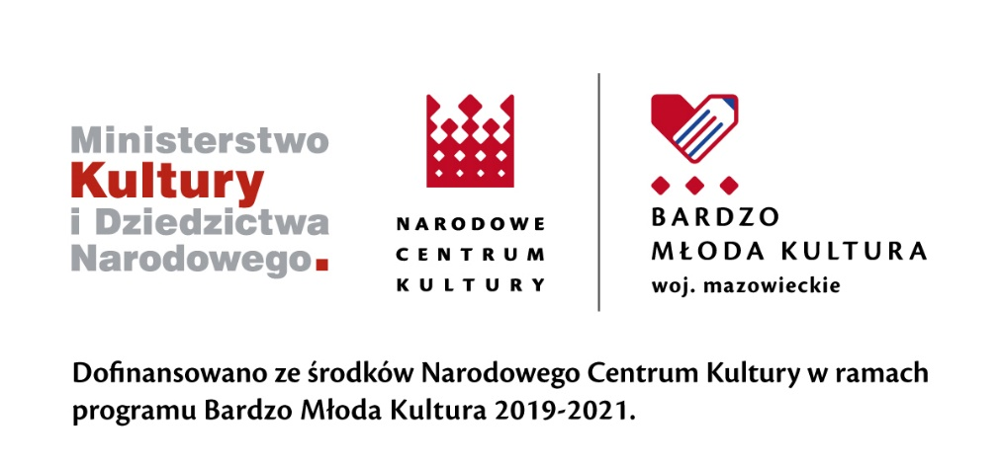 Ministerstwo
Kultury
i Dziedzictwa
Narodowego.
NARODOWE
CENTRUM
KULTURY
BARDZO
MŁODA KULTURA
woj. mazowieckie
Dofinansowano ze środków Narodowego Centrum Kultury w ramach
programu Bardzo Młoda Kultura 2019-2021.